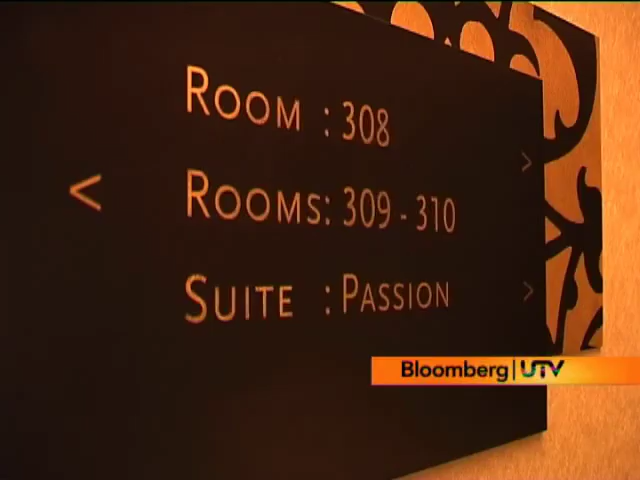 Room : 308 >
< Rooms: 309 - 310
Suite : Passion >
Bloomberg | UTV